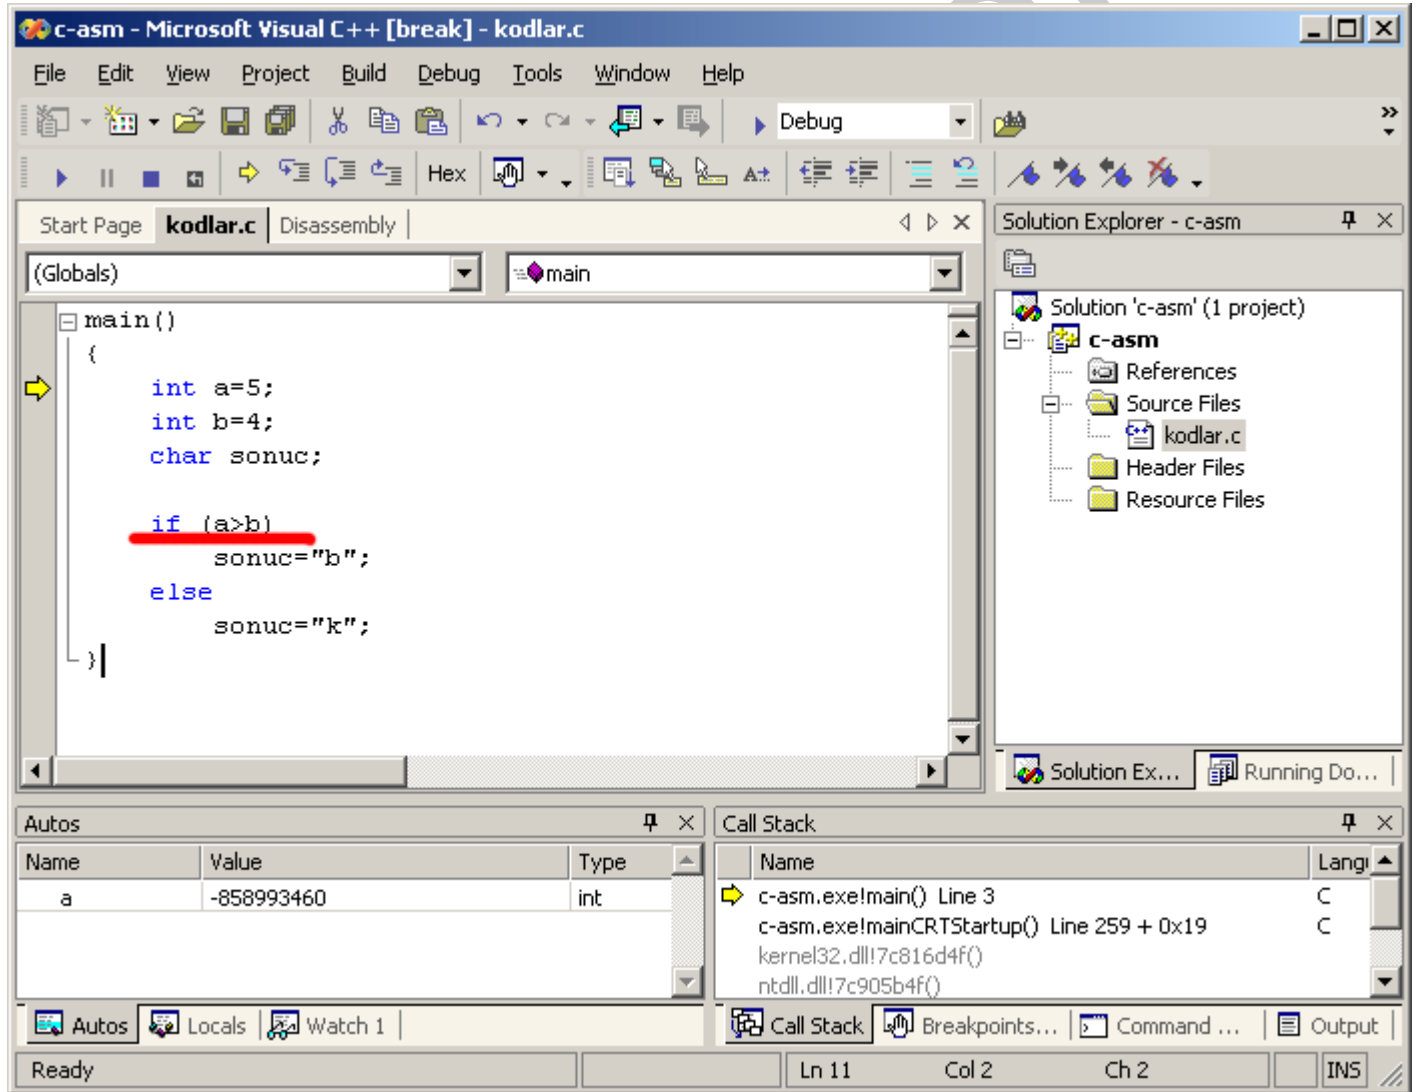 c-asm - Microsoft Visual C++ [break] - kodlar.c
File Edit View Project Build Debug Tools Window Help
Debug
Hex
Start Page kodlar.c Disassembly
(Globals) main
main()
{
int a=5;
int b=4;
char sonuc;
if (a>b)
sonuc="b";
else
sonuc="k";
}
Solution Explorer - c-asm
Solution 'c-asm' (1 project)
c-asm
References
Source Files
kodlar.c
Header Files
Resource Files
Solution Ex... Running Do...
Autos
Name Value Type
a -858993460 int
Autos Locals Watch 1
Call Stack
Name Langu
c-asm.exe!main() Line 3 C
c-asm.exe!mainCRTStartup() Line 259 + 0x19 C
kernel32.dll!7c816d4f()
ntdll.dll!7c905b4f()
Call Stack Breakpoints... Command ... Output
Ready Ln 11 Col 2 Ch 2 INS